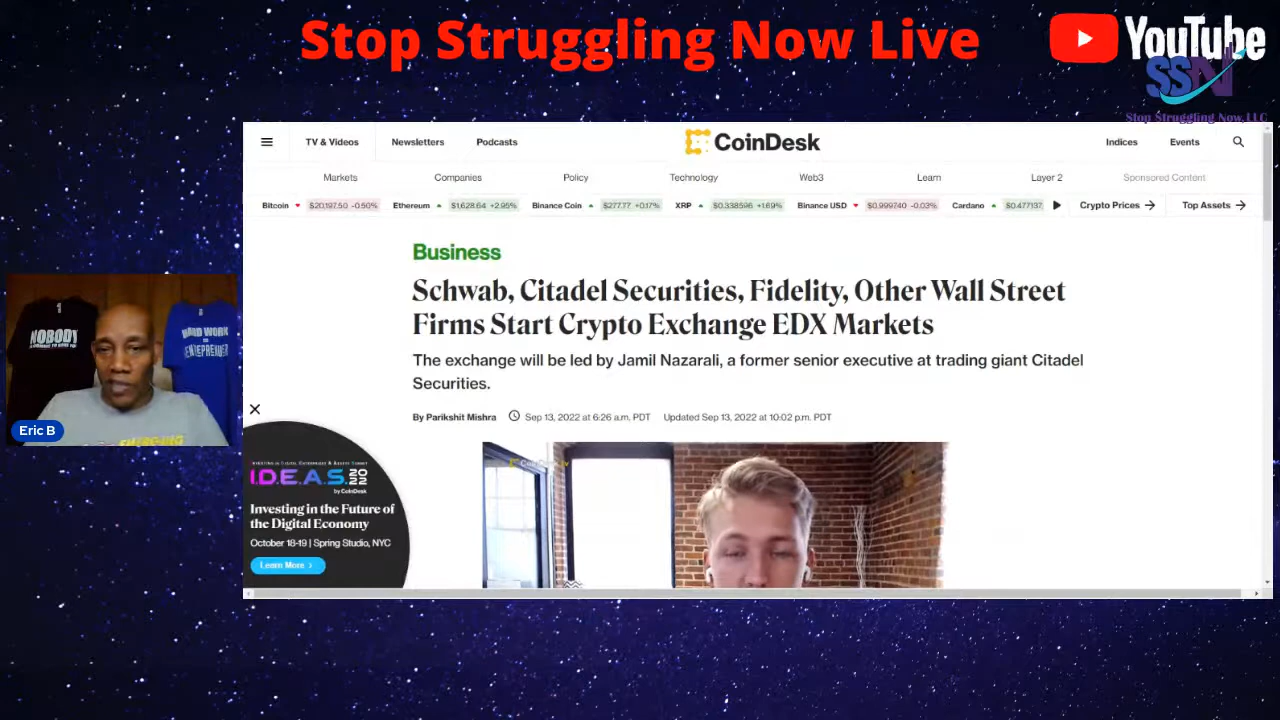 Stop Struggling Now Live
YouTube
SSN
Stop Struggling Now, LLC
TV & Videos
Newsletters
Podcasts
CoinDesk
Indices
Events
Markets
Companies
Policy
Technology
Web3
Learn
Layer 2
Sponsored Content
Bitcoin $20,197.50 -0.50%
Ethereum $1,628.64 +2.95%
Binance Coin $277.77 +0.17%
XRP $0.338596 +1.69%
Binance USD $0.999740 -0.03%
Cardano $0.477137
Crypto Prices
Top Assets
Business
Schwab, Citadel Securities, Fidelity, Other Wall Street
Firms Start Crypto Exchange EDX Markets
The exchange will be led by Jamil Nazarali, a former senior executive at trading giant Citadel
Securities.
By Parikshit Mishra
Sep 13, 2022 at 6:26 a.m. PDT
Updated Sep 13, 2022 at 10:02 p.m. PDT
NOBODY
HARD WORK
Eric B
I.D.E.A.S. 2022
by CoinDesk
Investing in the Future of
the Digital Economy
October 18-19 | Spring Studio, NYC
Learn More